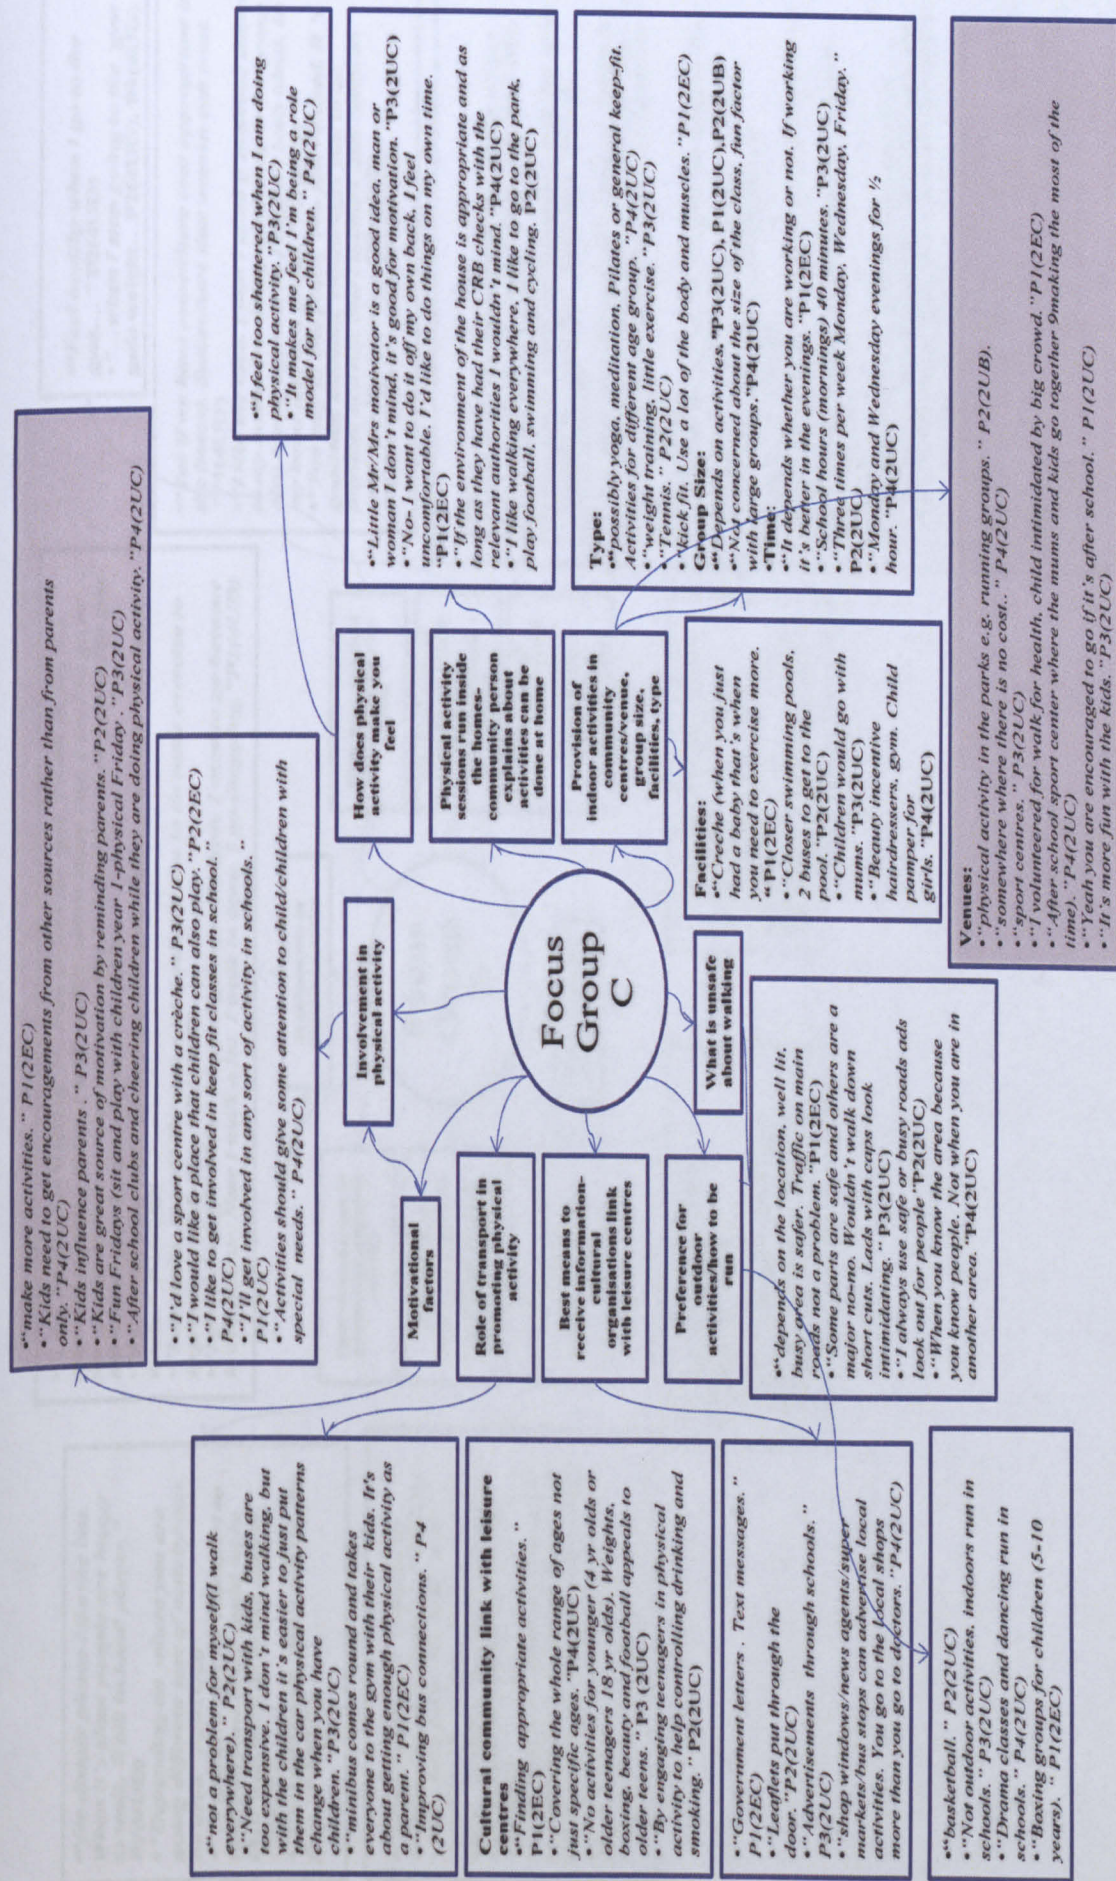 •“make more activities.” P1(2EC)
•“Kids need to get encouragements from other sources rather than from parents
only. ”P4(2UC)
•“Kids influence parents .” P3(2UC)
•“Kids are great source of motivation by reminding parents. ”P2(2UC)
•“Fun Fridays (sit and play with children year 1-physical Friday . ”P3(2UC)
•“After school clubs and cheering children while they are doing physical activity. ”P4(2UC)
•“I'd love a sport centre with a crèche. ” P3(2UC)
•“I would like a place that children can also play. ”P2(2EC)
•“I like to get involved in keep fit classes in school.”
P4(2UC)
•“I'll get involved in any sort of activity in schools.”
P1(2UC)
•“Activities should give some attention to child/children with
special needs. ” P4(2UC)
•“I feel too shattered when I am doing
physical activity. ”P3(2UC)
•“It makes me feel I'm being a role
model for my children. ” P4(2UC)
•“Little Mr/Mrs motivator is a good idea, man or
woman I don't mind, it's good for motivation. ”P3(2UC)
•“No- I want to do it off my own back, I feel
uncomfortable. I'd like to do things on my own time.
“P1(2EC)
•“If the environment of the house is appropriate and as
long as they have had their CRB checks with the
relevant authorities I wouldn't mind. ”P4(2UC)
•“I like walking everywhere, I like to go to the park,
play football, swimming and cycling. P2(2UC)
Type:
•“possibly yoga, meditation, Pilates or general keep-fit.
Activities for different age group. ”P4(2UC)
•“weight training, little exercise. ”P3(2UC)
•“Tennis.” P2(2UC)
•“kick fit. Use a lot of the body and muscles. ”P1(2EC)
Group Size:
•“Depends on activities. ”P3(2UC), P1(2UC),P2(2UB)
•“Not concerned about the size of the class, fun factor
with large groups.”P4(2UC)
•Time:
•“It depends whether you are working or not. If working
it's better in the evenings. ”P1(2EC)
•“School hours (mornings) 40 minutes. ”P3(2UC)
•“Three times per week Monday, Wednesday, Friday.”
P2(2UC)
•“Monday and Wednesday evenings for ½
hour. ”P4(2UC)
How does physical
activity make you
feel
Physical activity
sessions run inside
the homes-
community person
explains about
activities can be
done at home
Provision of
indoor activities in
community
centres/venue,
group size,
facilities, type
Involvement in
physical activity
Focus
Group
C
Motivational
factors
Role of transport in
promoting physical
activity
Best means to
receive information-
cultural
organisations link
with leisure centres
Preference for
outdoor
activities/how to be
run
What is unsafe
about walking
Facilities:
•“Creche (when you just
had a baby that's when
you need to exercise more.
“P1(2EC)
•“Closer swimming pools,
2 buses to get to the
pool. ”P2(2UC)
•“Children would go with
mums. ”P3(2UC)
•“Beauty incentive
hairdressers, gym. Child
pamper for
girls. ”P4(2UC)
Venues:
•“physical activity in the parks e.g. running groups.” P2(2UB).
•“somewhere where there is no cost..” P4(2UC)
•“sport centres.” P3(2UC)
•“I volunteered for walk for health, child intimidated by big crowd. ”P1(2EC)
•“After school sport center where the mums and kids go together 9making the most of the
time). ”P4(2UC)
•“Yeah you are encouraged to go if it's after school.” P1(2UC)
•“It's more fun with the kids. ”P3(2UC)
•“depends on the location, well lit,
busy area is safer. Traffic on main
roads not a problem. ”P1(2EC)
•“Some parts are safe and others are a
major no-no. Wouldn't walk down
short cuts. Lads with caps look
intimidating.” P3(2UC)
•“I always use safe or busy roads ads
look out for people ”P2(2UC)
•“When you know the area because
you know people. Not when you are in
another area. ”P4(2UC)
•“not a problem for myself(I walk
everywhere).” P2(2UC)
•“Need transport with kids, buses are
too expensive. I don't mind walking, but
with the children it's easier to just put
them in the car physical activity patterns
change when you have
children. ”P3(2UC)
•“minibus comes round and takes
everyone to the gym with their kids. It's
about getting enough physical activity as
a parent.” P1(2EC)
•“Improving bus connections. ” P4
(2UC)
Cultural community link with leisure
centres
•“Finding appropriate activities.”
P1(2EC)
•“Covering the whole range of ages not
just specific ages. ”P4(2UC)
•“No activities for younger (4 yr olds or
older teenagers 18 yr olds). Weights,
boxing, beauty and football appeals to
older teens.” P3 (2UC)
•“By engaging teenagers in physical
activity to help controlling drinking and
smoking.” P2(2UC)
•“Government letters . Text messages.”
P1(2EC)
•“Leaflets put through the
door. ”P2(2UC)
•“Advertisements through schools.”
P3(2UC)
•“shop windows/news agents/super
markets/bus stops can advertise local
activities. You go to the local shops
more than you go to doctors. ”P4(2UC)
•“basketball.” P2(2UC)
•“Not outdoor activities, indoors run in
schools.” P3(2UC)
•“Drama classes and dancing run in
schools.” P4(2UC)
•“Boxing groups for children (5-10
years).” P1(2EC)